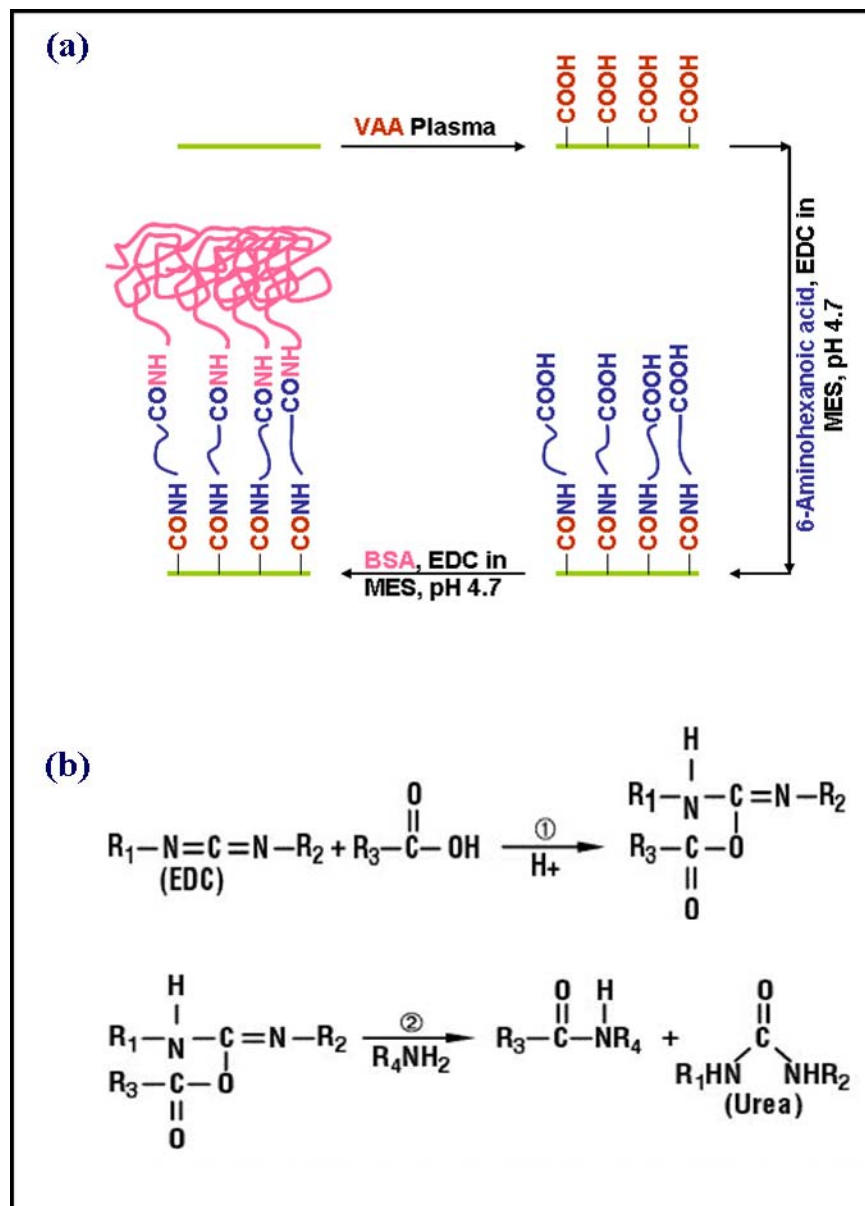 (a)
VAA Plasma
COOH COOH COOH COOH
6-Aminohexanoic acid, EDC in
MES, pH 4.7
COOH COOH COOH COOH
CONH CONH CONH CONH
BSA, EDC in
MES, pH 4.7
CONH CONH CONH CONH
CONH CONH CONH CONH
(b)
R1-N=C=N-R2 + R3-C-OH
O
(EDC)
①
H+
H
R1-N-C=N-R2
R3-C-O
O
H
R1-N-C=N-R2
R3-C-O
O
②
R4NH2
O H
R3-C-NR4
+
O
C
R1HN NHR2
(Urea)